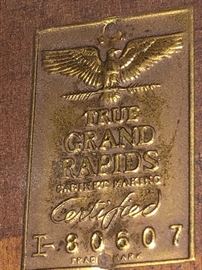 TRUE
GRAND
RAPIDS
CABINET MAKING
Certified
I-80607
TRADE MARK